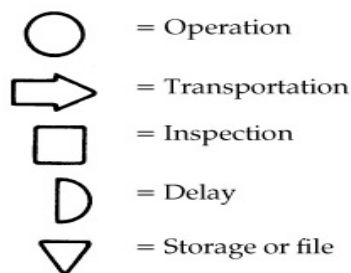 = Operation
= Transportation
= Inspection
= Delay
= Storage or file